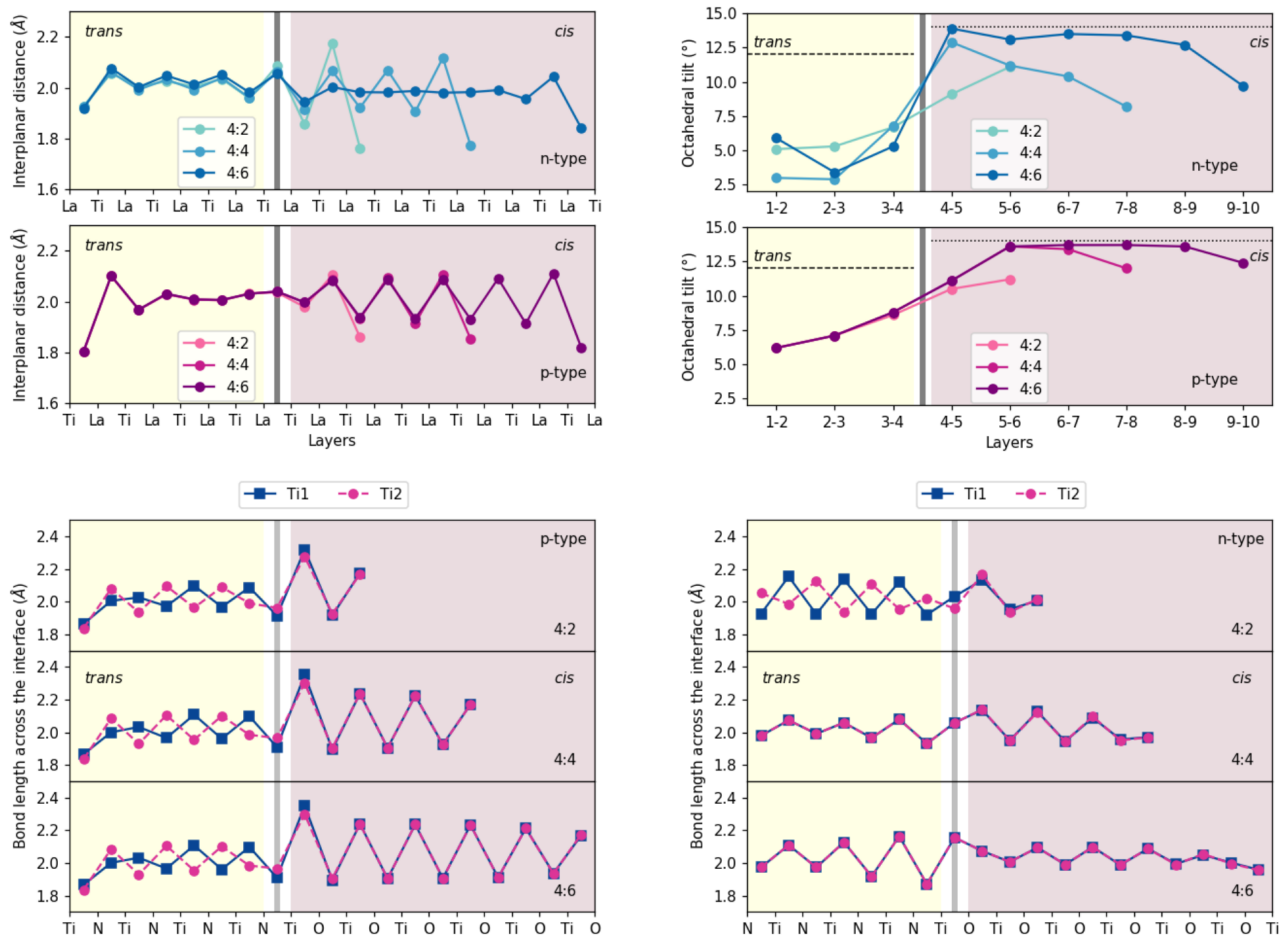 Interplanar distance (Å)
2.2
2.0
1.8
1.6
trans
cis
4:2
4:4
4:6
n-type
La Ti La Ti La Ti La Ti La Ti La Ti La Ti La Ti La Ti La Ti
Octahedral tilt (°)
15.0
12.5
10.0
7.5
5.0
2.5
trans
cis
4:2
4:4
4:6
n-type
1-2 2-3 3-4 4-5 5-6 6-7 7-8 8-9 9-10
Interplanar distance (Å)
2.2
2.0
1.8
1.6
trans
cis
4:2
4:4
4:6
p-type
Ti La Ti La Ti La Ti La Ti La Ti La Ti La Ti La Ti La Ti La
Layers
Octahedral tilt (°)
15.0
12.5
10.0
7.5
5.0
2.5
trans
cis
4:2
4:4
4:6
p-type
1-2 2-3 3-4 4-5 5-6 6-7 7-8 8-9 9-10
Layers
Ti1 Ti2
Bond length across the interface (Å)
2.4
2.2
2.0
1.8
p-type
4:2
2.4
2.2
2.0
1.8
trans
cis
4:4
2.4
2.2
2.0
1.8
4:6
Ti N Ti N Ti N Ti N Ti O Ti O Ti O Ti O Ti O Ti O
Ti1 Ti2
Bond length across the interface (Å)
2.4
2.2
2.0
1.8
n-type
4:2
2.4
2.2
2.0
1.8
trans
cis
4:4
2.4
2.2
2.0
1.8
4:6
N Ti N Ti N Ti N Ti O Ti O Ti O Ti O Ti O Ti O Ti